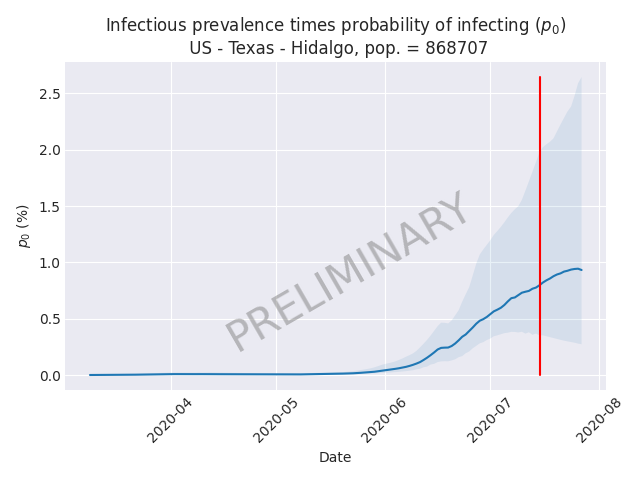 Infectious prevalence times probability of infecting (p₀)
US - Texas - Hidalgo, pop. = 868707
2.5
2.0
1.5
1.0
0.5
0.0
p₀ (%)
PRELIMINARY
2020-04
2020-05
2020-06
2020-07
2020-08
Date